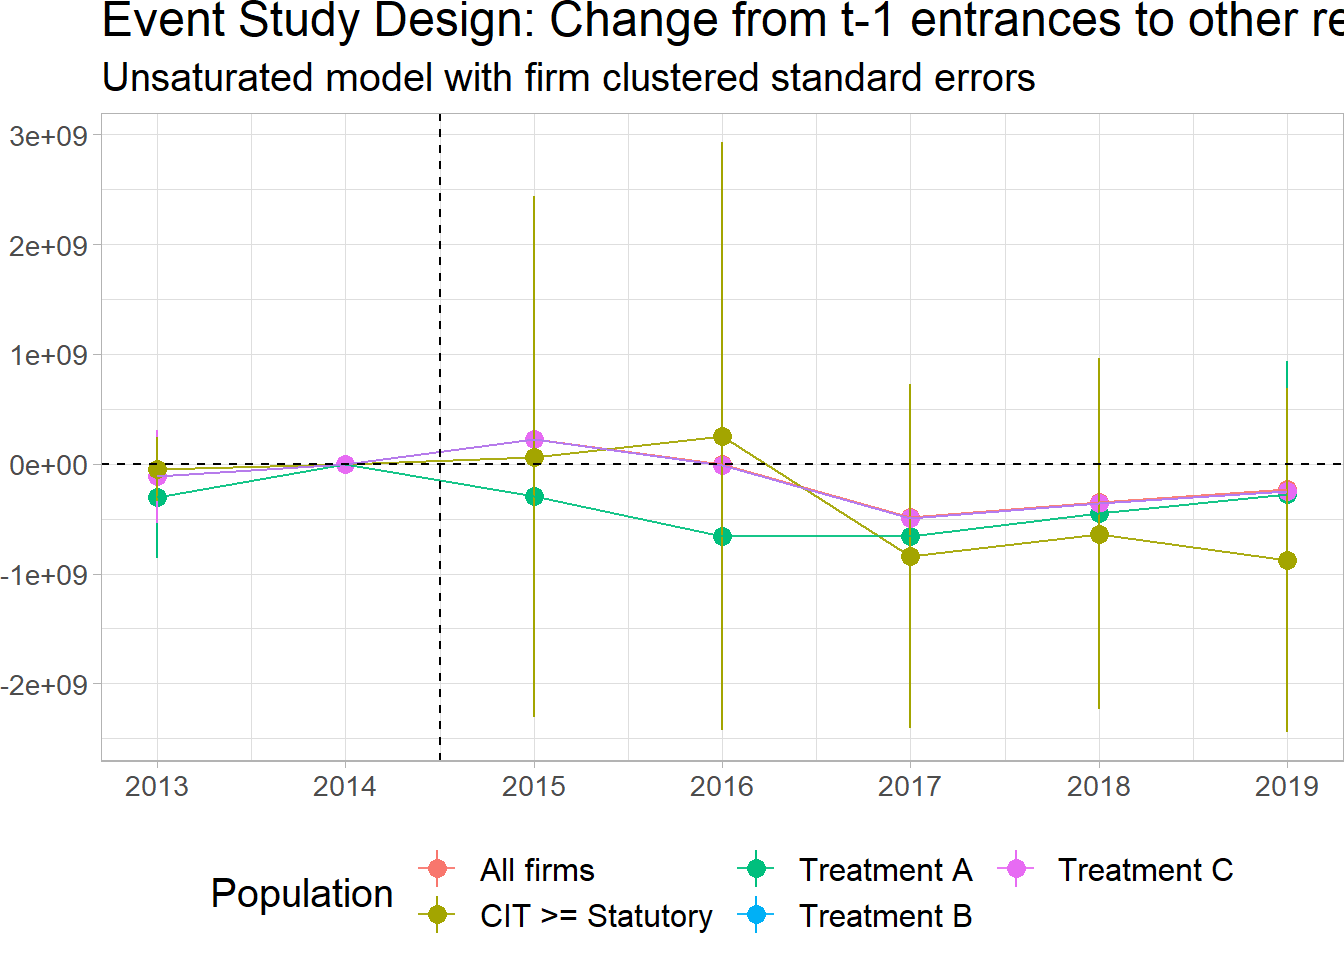 Event Study Design: Change from t-1 entrances to other re
Unsaturated model with firm clustered standard errors
3e+09
2e+09
1e+09
0e+00
-1e+09
-2e+09
2013 2014 2015 2016 2017 2018 2019
Population
All firms Treatment A Treatment C
CIT >= Statutory Treatment B